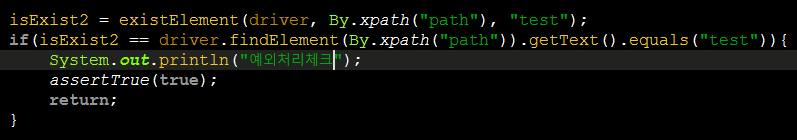 isExist2 = existElement(driver, By.xpath("path"), "test");
if(isExist2 == driver.findElement(By.xpath("path")).getText().equals("test")){
System.out.println("예외처리체크");
assertTrue(true);
return;
}